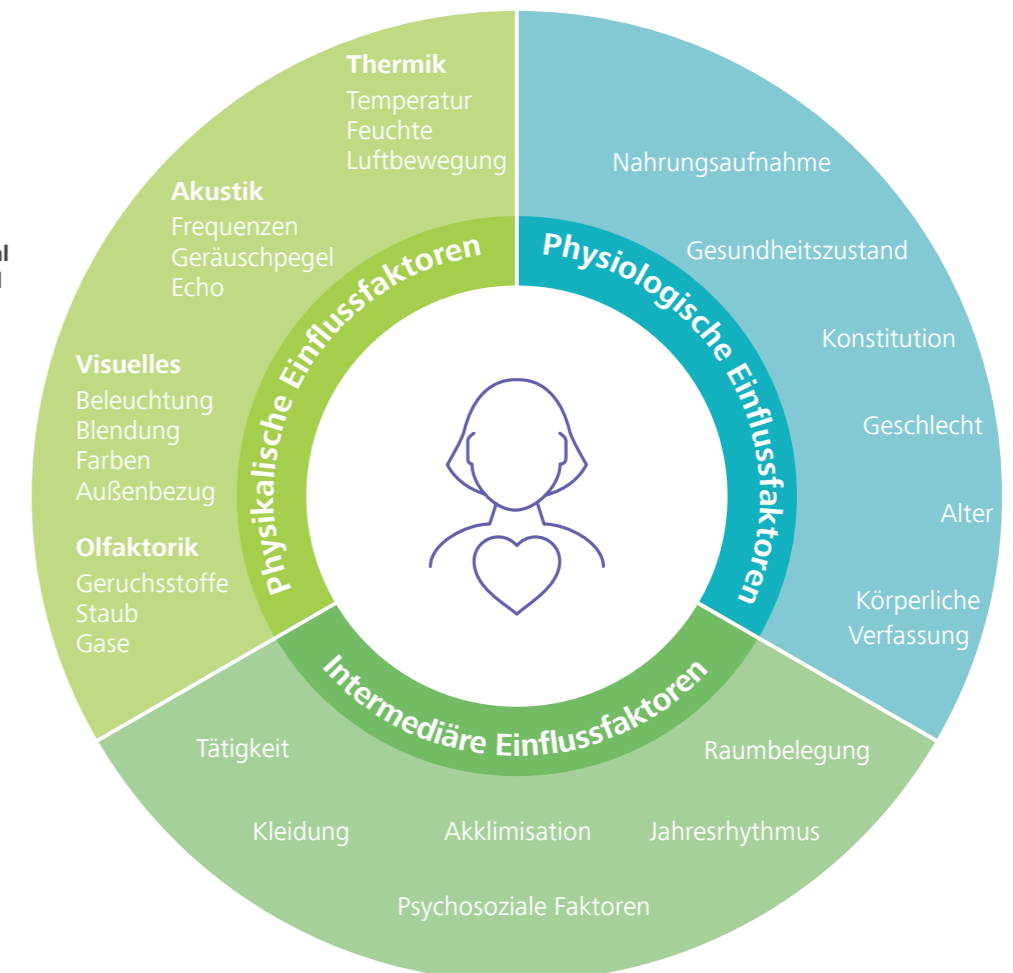 Thermik
Temperatur
Feuchte
Luftbewegung
Akustik
Frequenzen
Geräuschpegel
Echo
Visuelles
Beleuchtung
Blendung
Farben
Außenbezug
Olfaktorik
Geruchsstoffe
Staub
Gase
Physikalische Einflussfaktoren
Physiologische Einflussfaktoren
Nahrungsaufnahme
Gesundheitszustand
Konstitution
Geschlecht
Alter
Körperliche
Verfassung
Intermediäre Einflussfaktoren
Tätigkeit
Raumbelegung
Kleidung
Akklimisation
Jahresrhythmus
Psychosoziale Faktoren